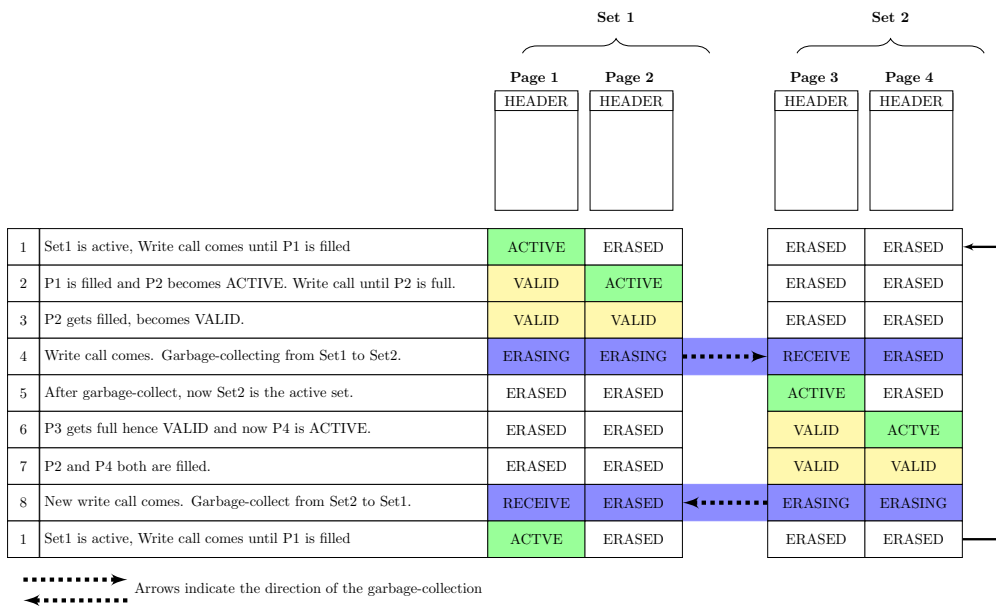 Set 1 Set 2
Page 1 Page 2 Page 3 Page 4
HEADER HEADER HEADER HEADER
1 Set1 is active, Write call comes until P1 is filled ACTIVE ERASED ERASED ERASED
2 P1 is filled and P2 becomes ACTIVE. Write call until P2 is full. VALID ACTIVE ERASED ERASED
3 P2 gets filled, becomes VALID. VALID VALID ERASED ERASED
4 Write call comes. Garbage-collecting from Set1 to Set2. ERASING ERASING RECEIVE ERASED
5 After garbage-collect, now Set2 is the active set. ERASED ERASED ACTIVE ERASED
6 P3 gets full hence VALID and now P4 is ACTIVE. ERASED ERASED VALID ACTVE
7 P2 and P4 both are filled. ERASED ERASED VALID VALID
8 New write call comes. Garbage-collect from Set2 to Set1. RECEIVE ERASED ERASING ERASING
1 Set1 is active, Write call comes until P1 is filled ACTVE ERASED ERASED ERASED
Arrows indicate the direction of the garbage-collection